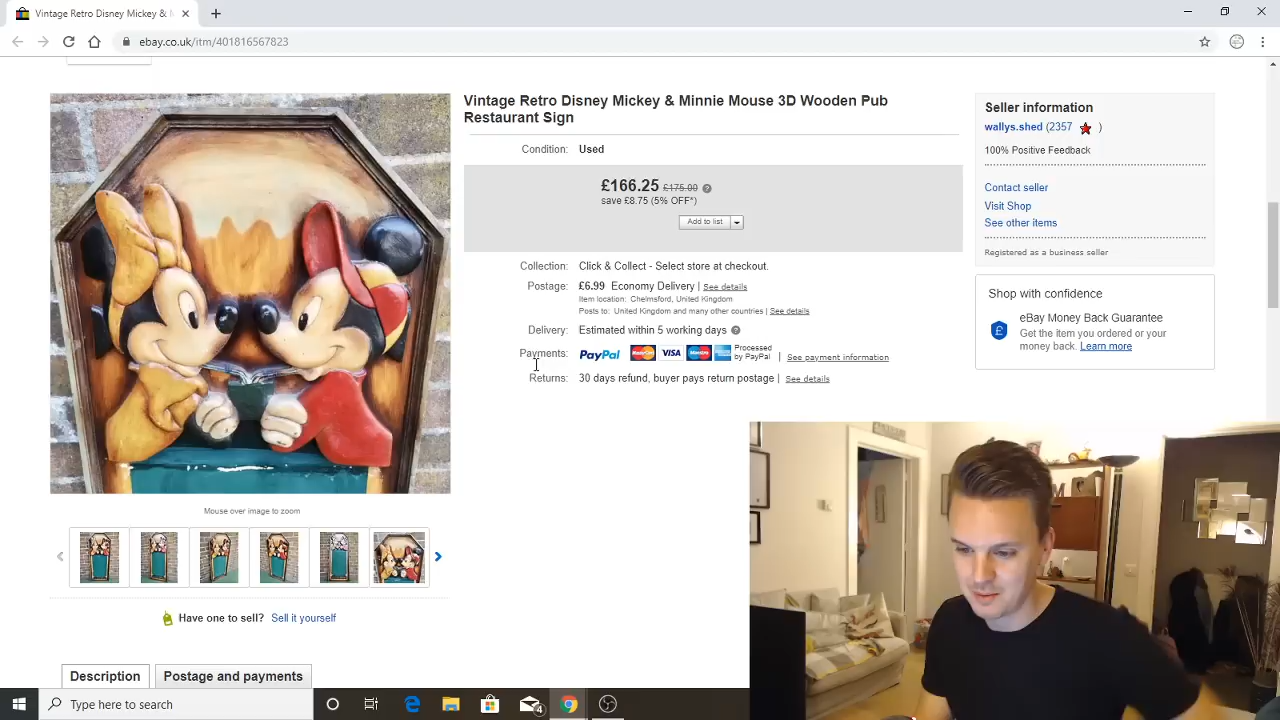 Vintage Retro Disney Mickey & M
ebay.co.uk/itm/401816567823
Vintage Retro Disney Mickey & Minnie Mouse 3D Wooden Pub
Restaurant Sign
Condition: Used
£166.25 £175.00 ?
save £8.75 (5% OFF*)
Add to list
Collection: Click & Collect - Select store at checkout.
Postage: £6.99 Economy Delivery | See details
Item location: Chelmsford, United Kingdom
Posts to: United Kingdom and many other countries | See details
Delivery: Estimated within 5 working days ?
Payments: PayPal MasterCard VISA Maestro Processed by PayPal | See payment information
Returns: 30 days refund, buyer pays return postage | See details
Seller information
wallys.shed (2357 )
100% Positive Feedback
Contact seller
Visit Shop
See other items
Registered as a business seller
Shop with confidence
eBay Money Back Guarantee
Get the item you ordered or your
money back. Learn more
Mouse over image to zoom
Have one to sell? Sell it yourself
Description
Postage and payments
Type here to search
4